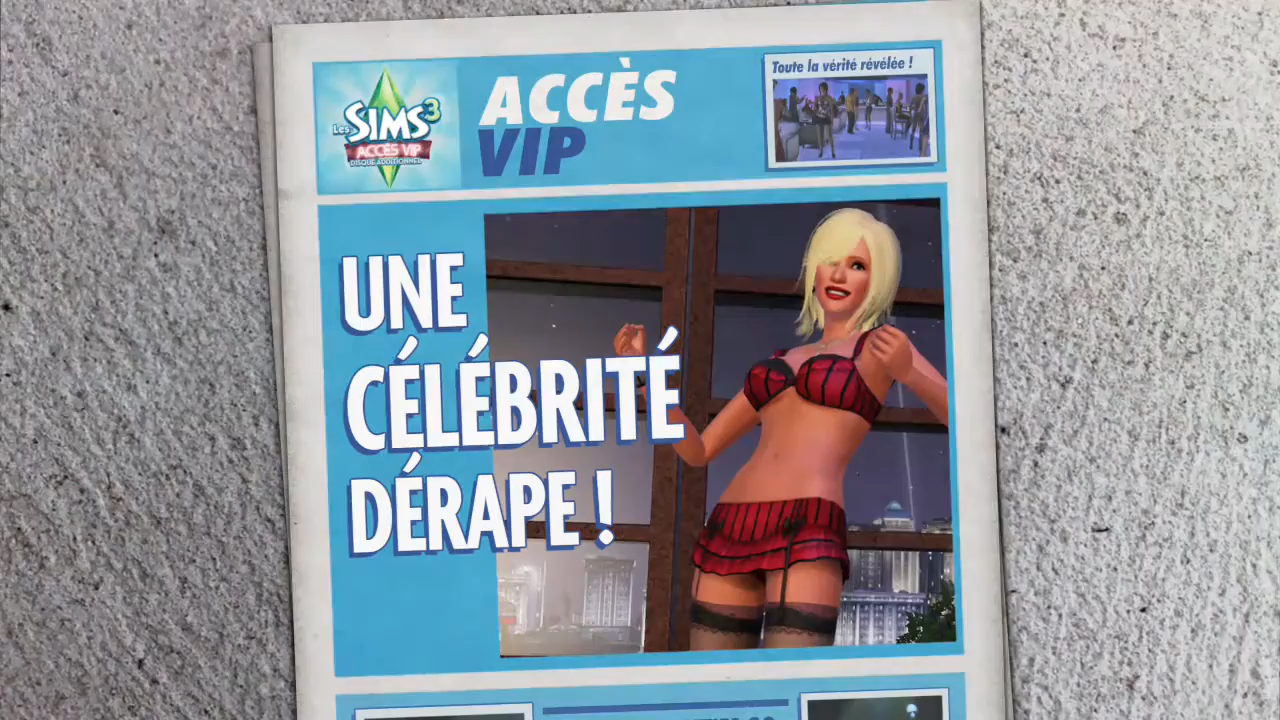 Les
SiMS 3
ACCÈS VIP
DISQUE ADDITIONNEL
ACCÈS
VIP
Toute la vérité révélée !
UNE
CÉLÉBRITÉ
DÉRAPE !